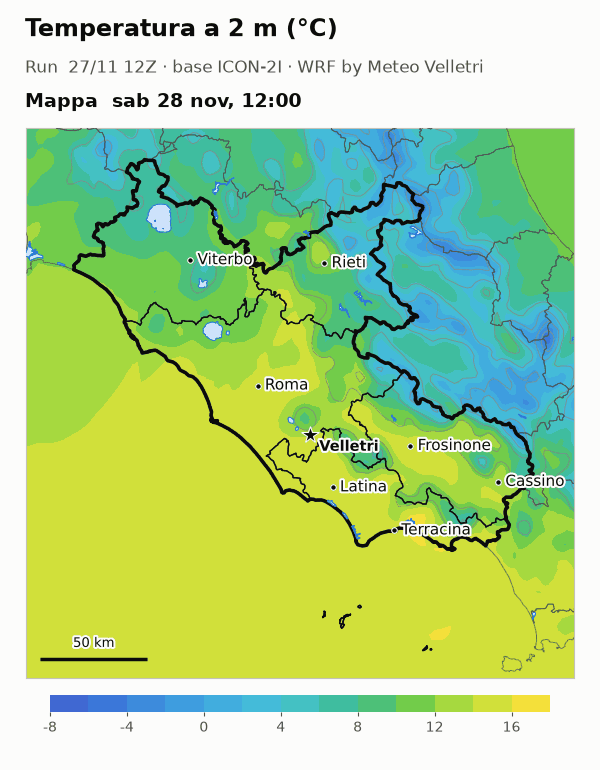 Temperatura a 2 m (°C)
Run  27/11 12Z · base ICON-2I · WRF by Meteo Velletri
Mappa  sab 28 nov, 12:00
Viterbo
Rieti
Roma
Velletri
Frosinone
Latina
Cassino
Terracina
50 km
-8 -4 0 4 8 12 16